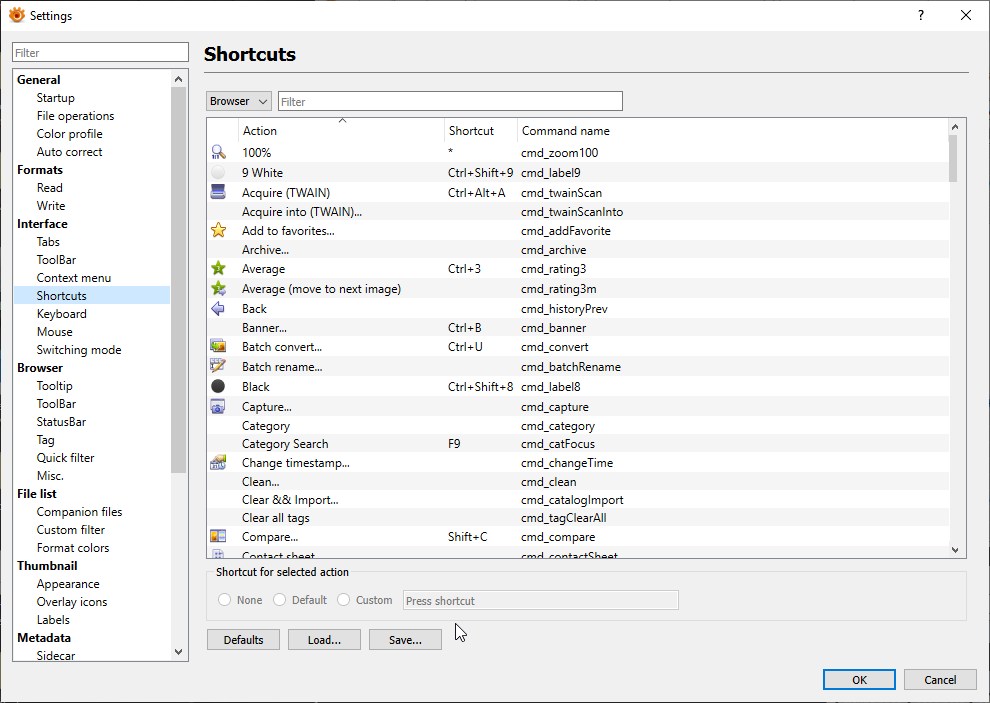 Settings
?
Filter
General
Startup
File operations
Color profile
Auto correct
Formats
Read
Write
Interface
Tabs
ToolBar
Context menu
Shortcuts
Keyboard
Mouse
Switching mode
Browser
Tooltip
ToolBar
StatusBar
Tag
Quick filter
Misc.
File list
Companion files
Custom filter
Format colors
Thumbnail
Appearance
Overlay icons
Labels
Metadata
Sidecar
Shortcuts
Browser Filter
Action Shortcut Command name
100% * cmd_zoom100
9 White Ctrl+Shift+9 cmd_label9
Acquire (TWAIN) Ctrl+Alt+A cmd_twainScan
Acquire into (TWAIN)... cmd_twainScanInto
Add to favorites... cmd_addFavorite
Archive... cmd_archive
Average Ctrl+3 cmd_rating3
Average (move to next image) cmd_rating3m
Back cmd_historyPrev
Banner... Ctrl+B cmd_banner
Batch convert... Ctrl+U cmd_convert
Batch rename... cmd_batchRename
Black Ctrl+Shift+8 cmd_label8
Capture... cmd_capture
Category cmd_category
Category Search F9 cmd_catFocus
Change timestamp... cmd_changeTime
Clean... cmd_clean
Clear && Import... cmd_catalogImport
Clear all tags cmd_tagClearAll
Compare... Shift+C cmd_compare
Contact sheet cmd_contactSheet
Shortcut for selected action
None Default Custom Press shortcut
Defaults Load... Save...
OK Cancel